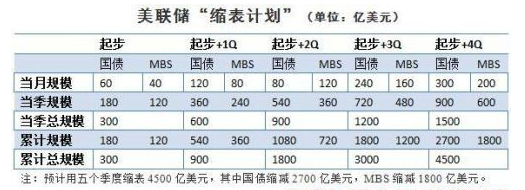 美联储“缩表计划”（单位：亿美元）
起步 起步+1Q 起步+2Q 起步+3Q 起步+4Q
国债 MBS 国债 MBS 国债 MBS 国债 MBS 国债 MBS
当月规模 60 40 120 80 80 120 240 160 300 200
当季规模 180 120 360 240 540 360 720 480 900 600
当季总规模 300 600 900 1200 1500
累计规模 180 120 540 360 1080 720 1800 1200 2700 1800
累计总规模 300 900 1800 3000 4500
注：预计用五个季度缩表4500亿美元，其中国债缩减2700亿美元，MBS缩减1800亿美元。